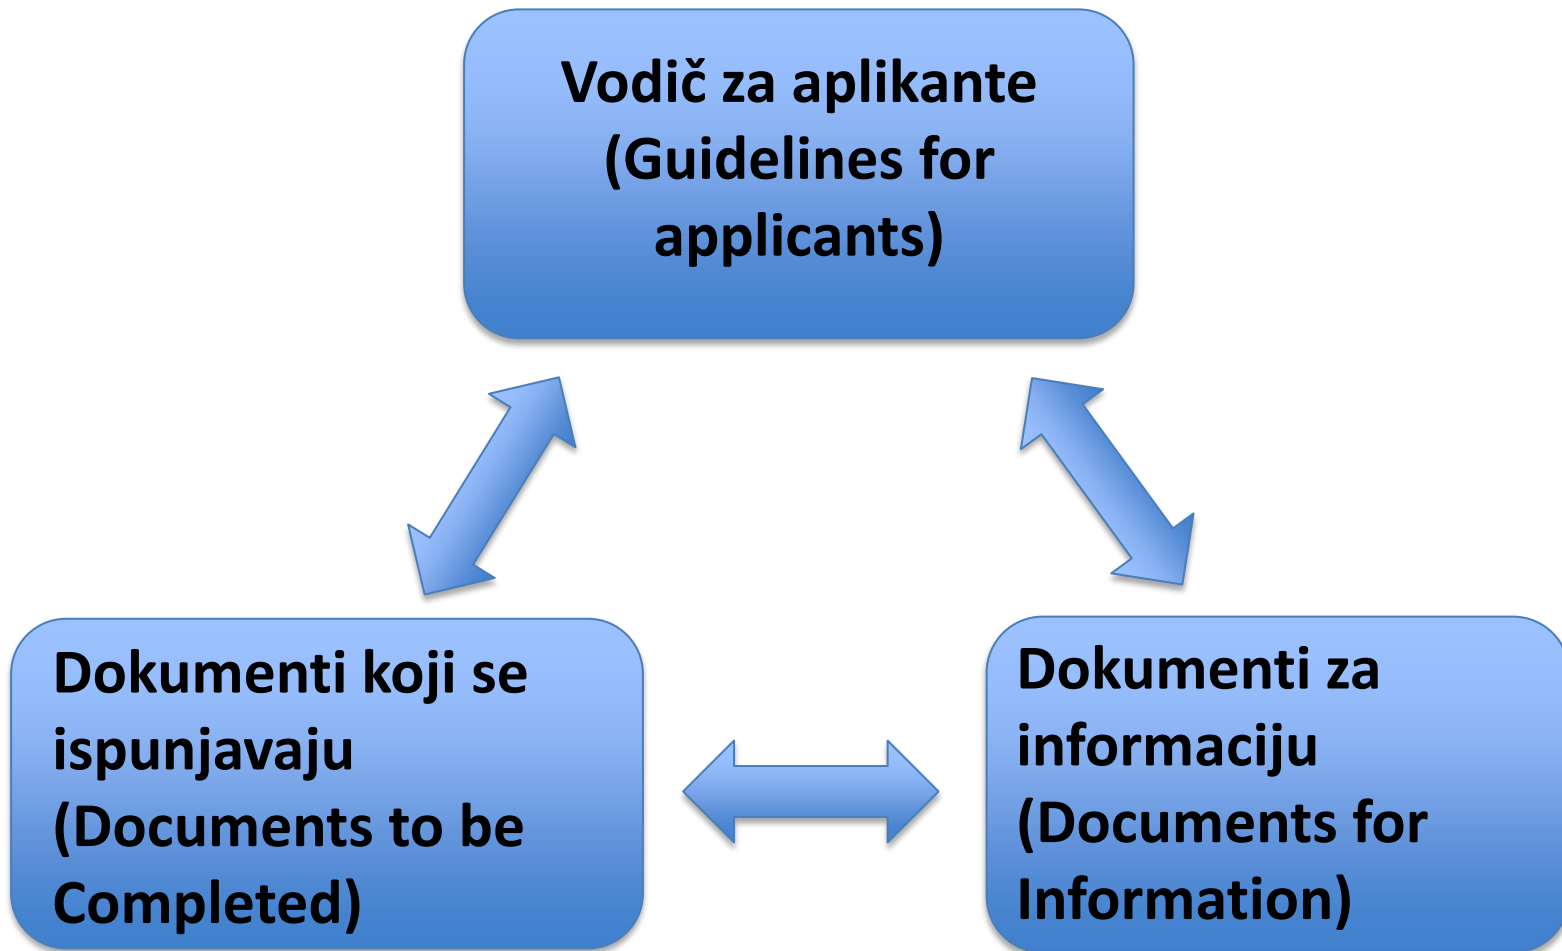 Vodič za aplikante
(Guidelines for
applicants)
Dokumenti koji se
ispunjavaju
(Documents to be
Completed)
Dokumenti za
informaciju
(Documents for
Information)